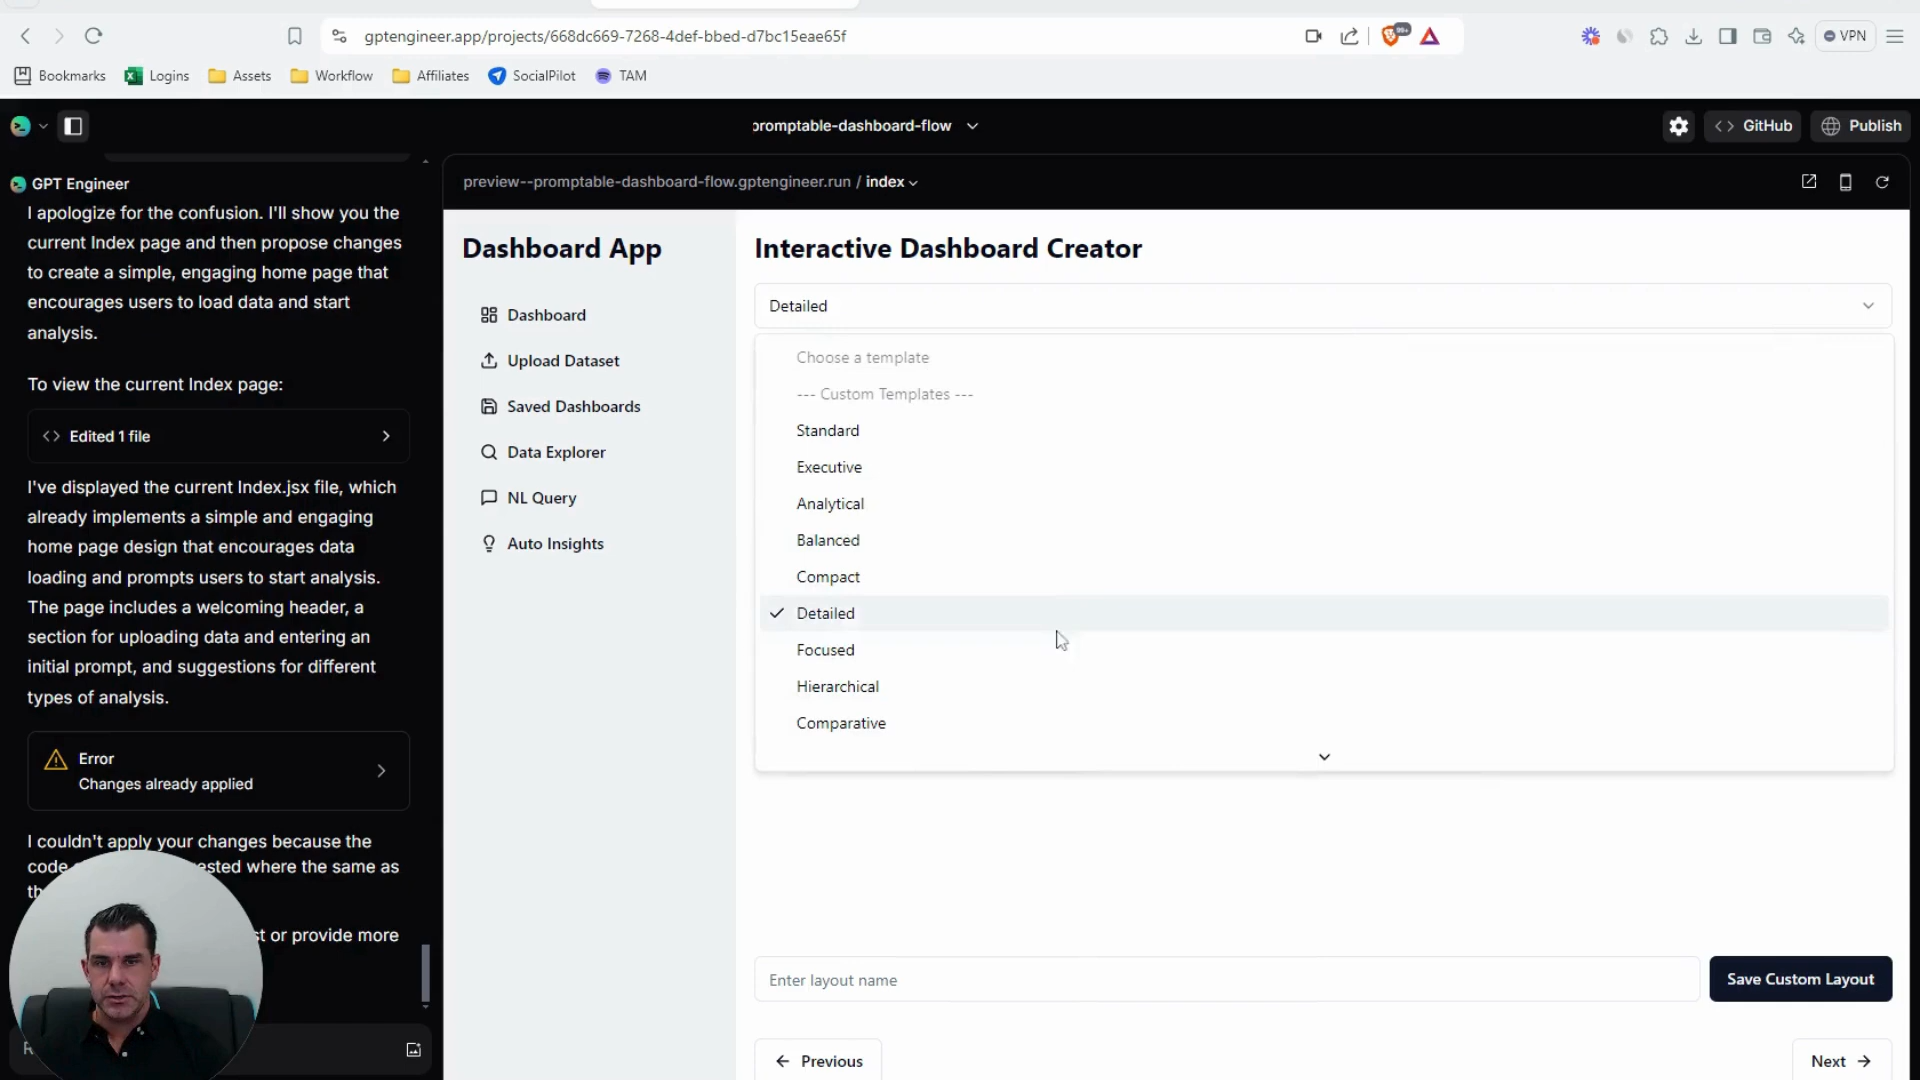 gptengineer.app/projects/668dc669-7268-4def-bbed-d7bc15eae65f
99+
VPN
Bookmarks
Logins
Assets
Workflow
Affiliates
SocialPilot
TAM
promptable-dashboard-flow
GitHub
Publish
GPT Engineer
I apologize for the confusion. I'll show you the
current Index page and then propose changes
to create a simple, engaging home page that
encourages users to load data and start
analysis.
To view the current Index page:
Edited 1 file
I've displayed the current Index.jsx file, which
already implements a simple and engaging
home page design that encourages data
loading and prompts users to start analysis.
The page includes a welcoming header, a
section for uploading data and entering an
initial prompt, and suggestions for different
types of analysis.
Error
Changes already applied
I couldn't apply your changes because the
code ested where the same as
st or provide more
preview--promptable-dashboard-flow.gptengineer.run / index
Dashboard App
Dashboard
Upload Dataset
Saved Dashboards
Data Explorer
NL Query
Auto Insights
Interactive Dashboard Creator
Detailed
Choose a template
--- Custom Templates ---
Standard
Executive
Analytical
Balanced
Compact
Detailed
Focused
Hierarchical
Comparative
Enter layout name
Save Custom Layout
Previous
Next